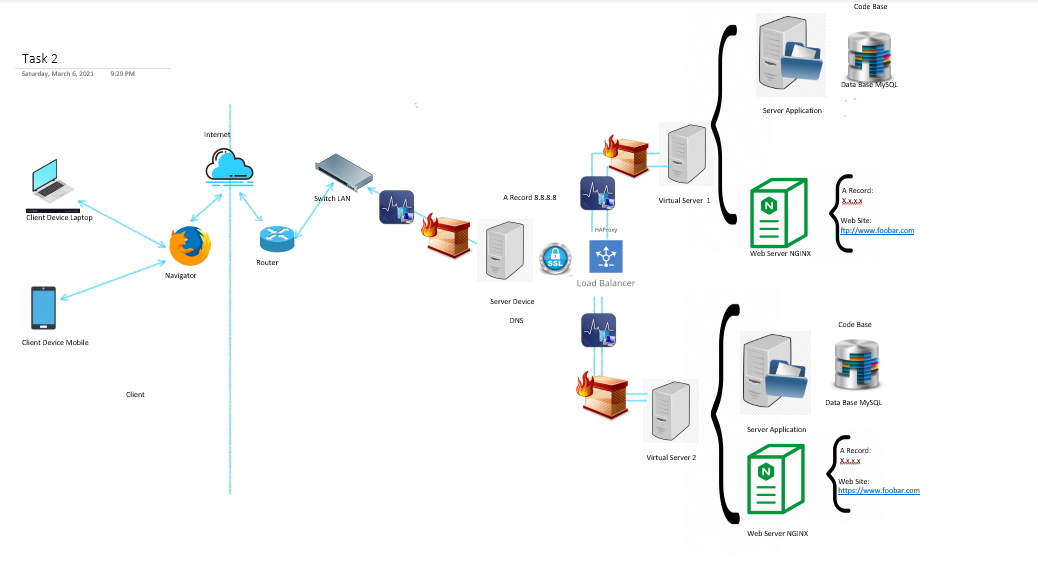 Task 2
Saturday, March 6, 2021 9:29 PM
Internet
Client Device Laptop
Navigator
Client Device Mobile
Client
Router
Switch LAN
A Record 8.8.8.8
Server Device
DNS
SSL
HAProxy
Load Balancer
Virtual Server 1
Code Base
Data Base MySQL
Server Application
N
Web Server NGINX
A Record:
X.x.x.x
Web Site:
ftp://www.foobar.com
Virtual Server 2
Code Base
Data Base MySQL
Server Application
N
Web Server NGINX
A Record:
X.x.x.x
Web Site:
https://www.foobar.com